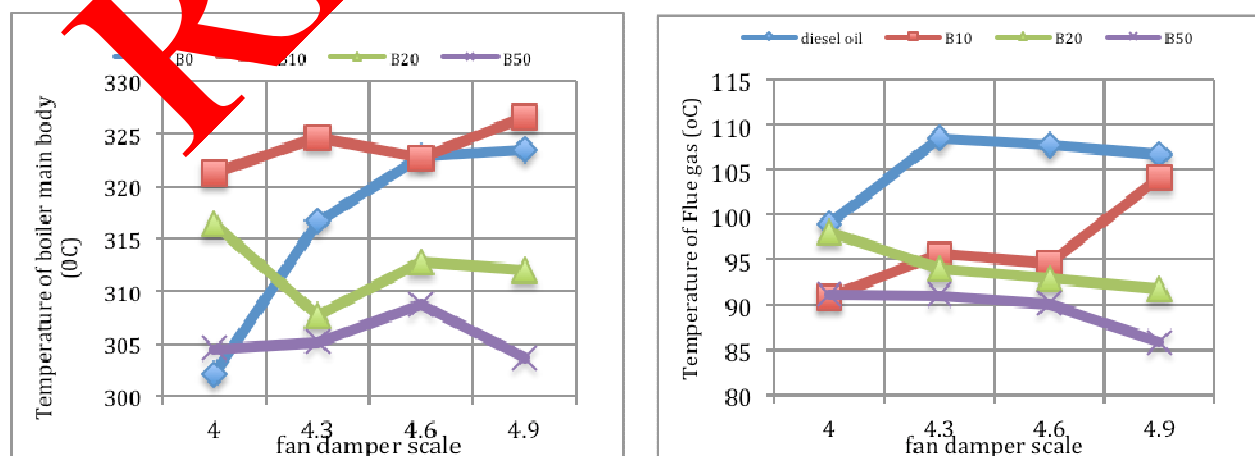 R
B0 B10 B20 B50
Temperature of boiler main body
(0C)
330
325
320
315
310
305
300
4 4.3 4.6 4.9
fan damper scale
diesel oil B10 B20 B50
Temperature of Flue gas (oC)
115
110
105
100
95
90
85
80
4 4.3 4.6 4.9
fan damper scale